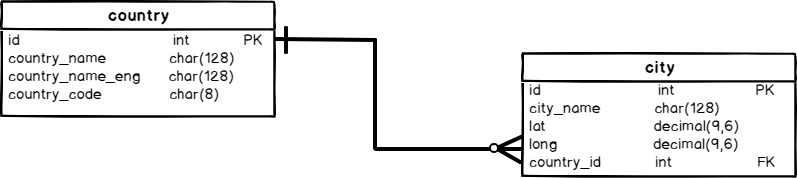 country
id int PK
country_name char(128)
country_name_eng char(128)
country_code char(8)
city
id int PK
city_name char(128)
lat decimal(9,6)
long decimal(9,6)
country_id int FK